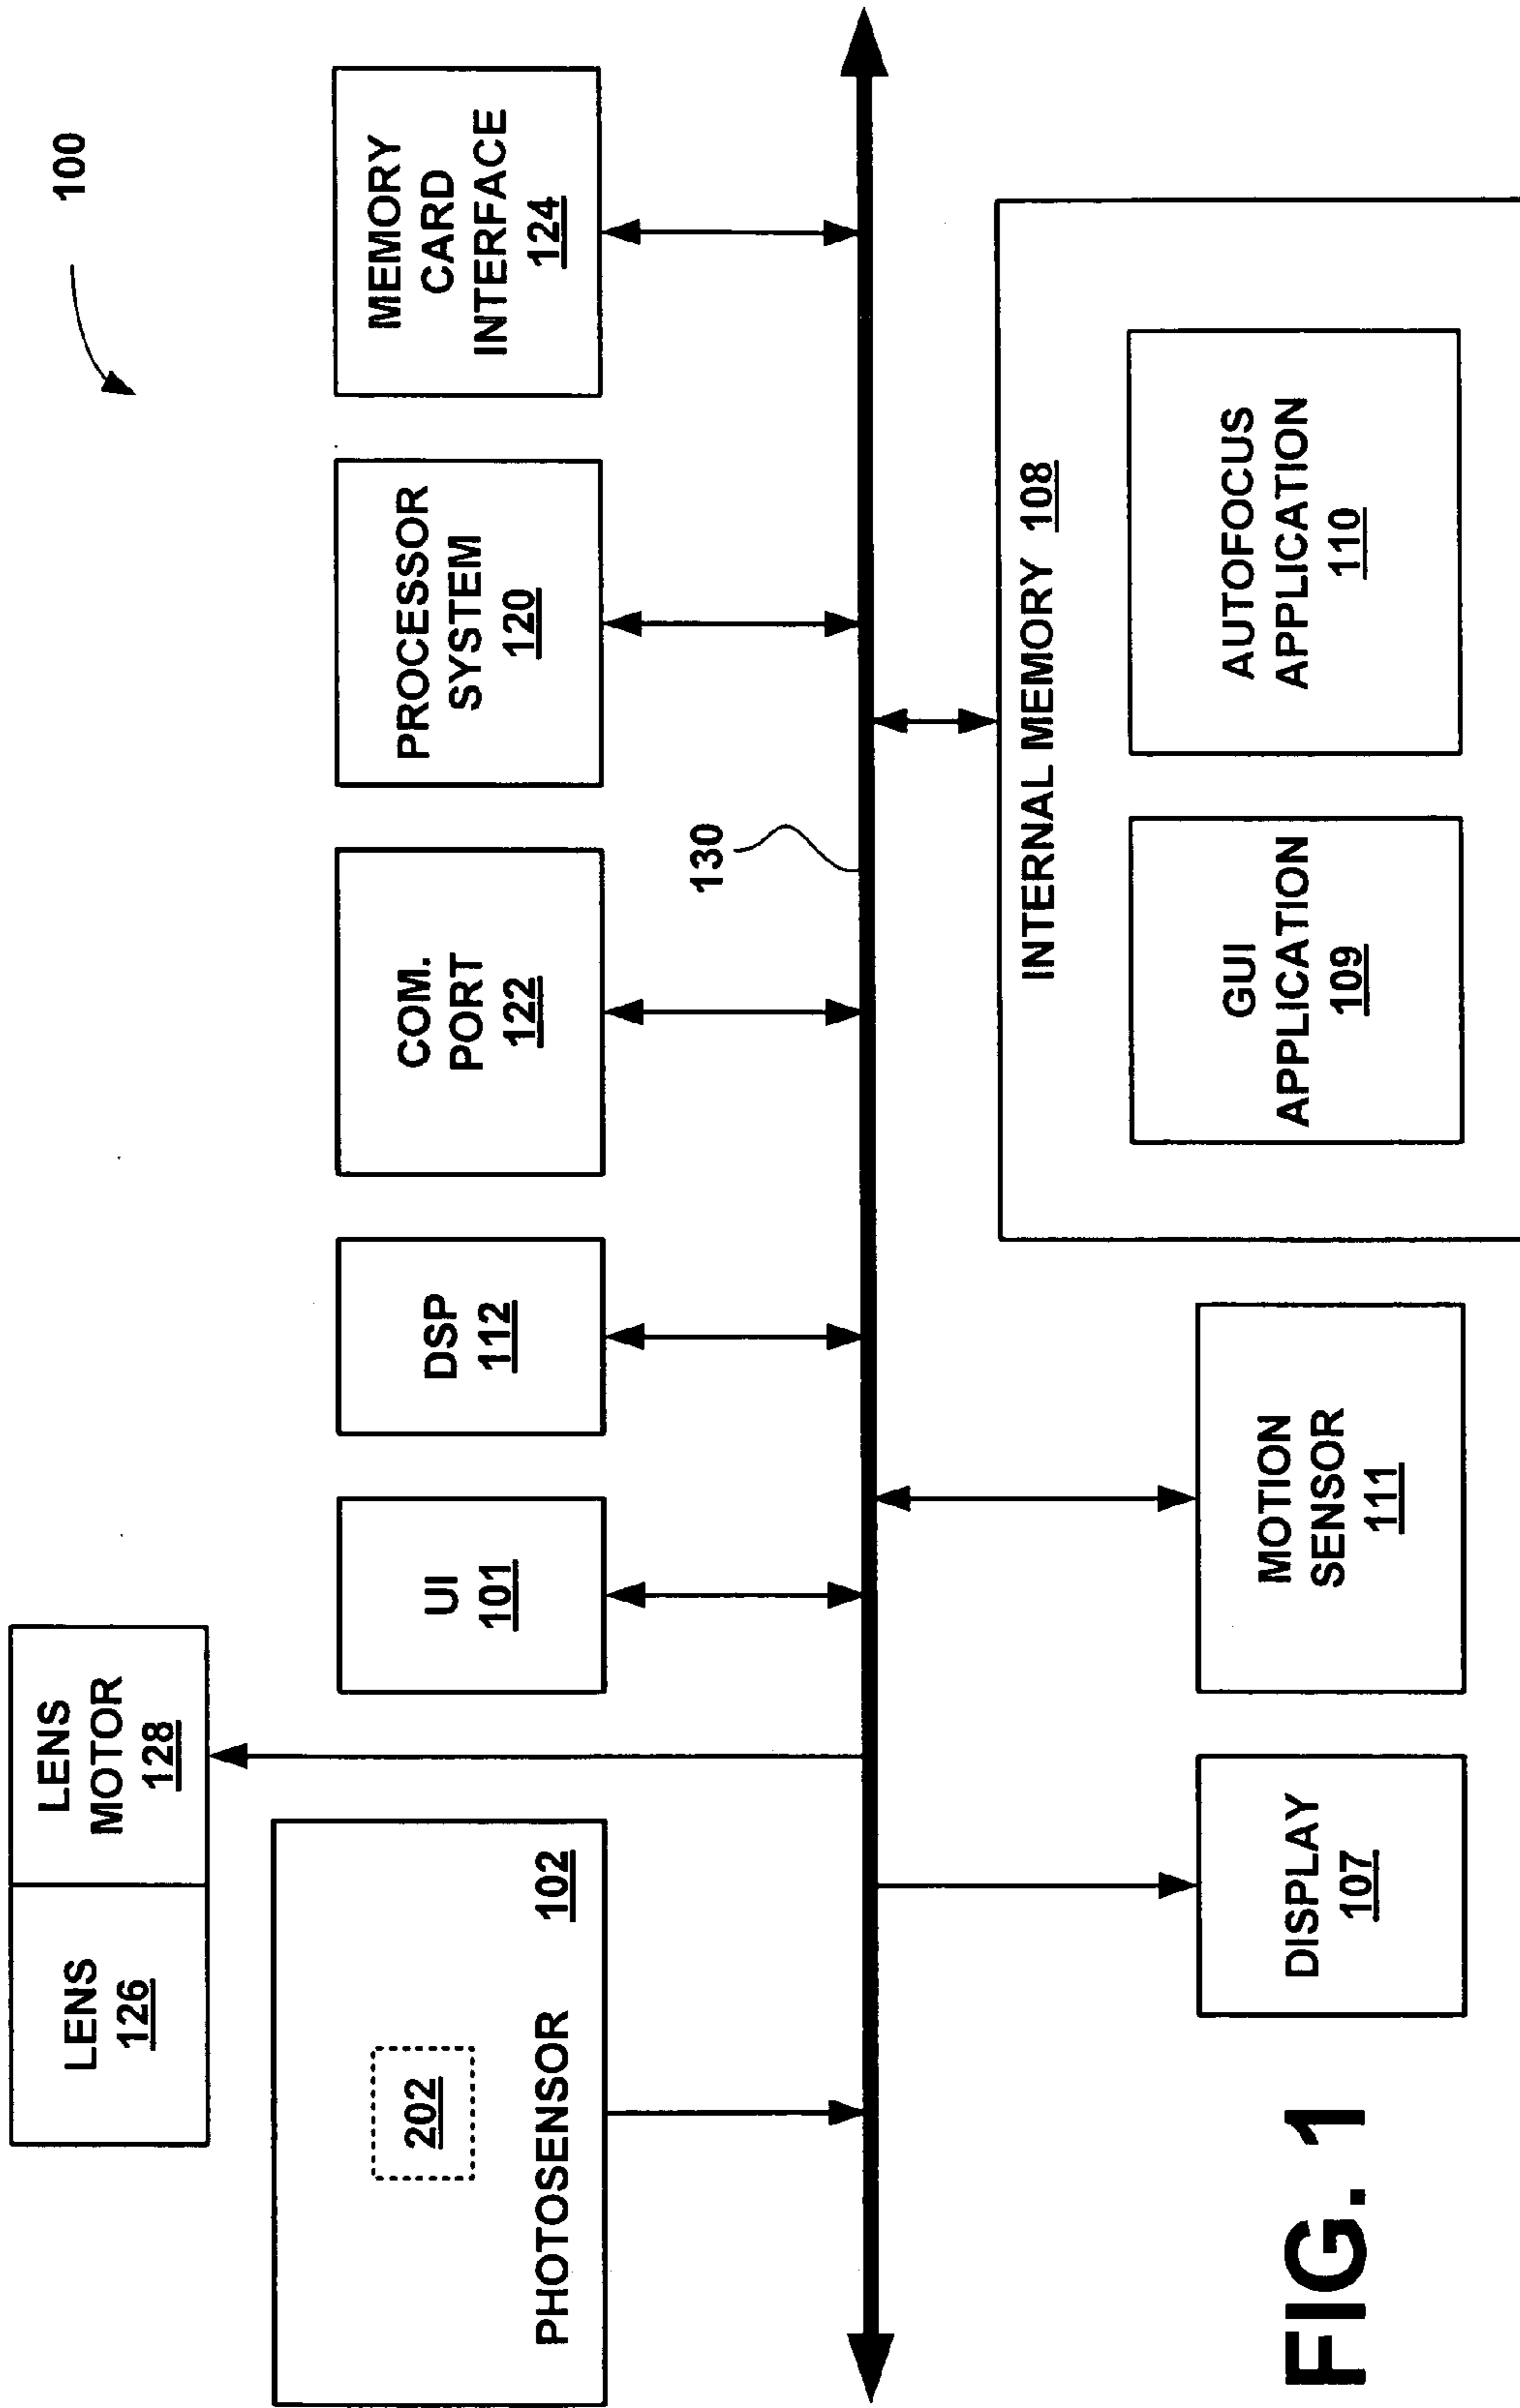 100
LENS
126
LENS
MOTOR
128
202
PHOTOSENSOR
102
UI
101
DSP
112
COM.
PORT
122
PROCESSOR
SYSTEM
120
MEMORY
CARD
INTERFACE
124
130
DISPLAY
107
MOTION
SENSOR
111
INTERNAL MEMORY 108
GUI
APPLICATION
109
AUTOFOCUS
APPLICATION
110
FIG. 1